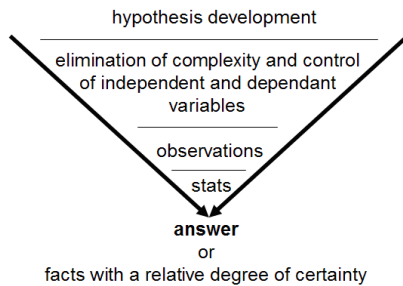 hypothesis development
elimination of complexity and control
of independent and dependant
variables
observations
stats
answer
or
facts with a relative degree of certainty